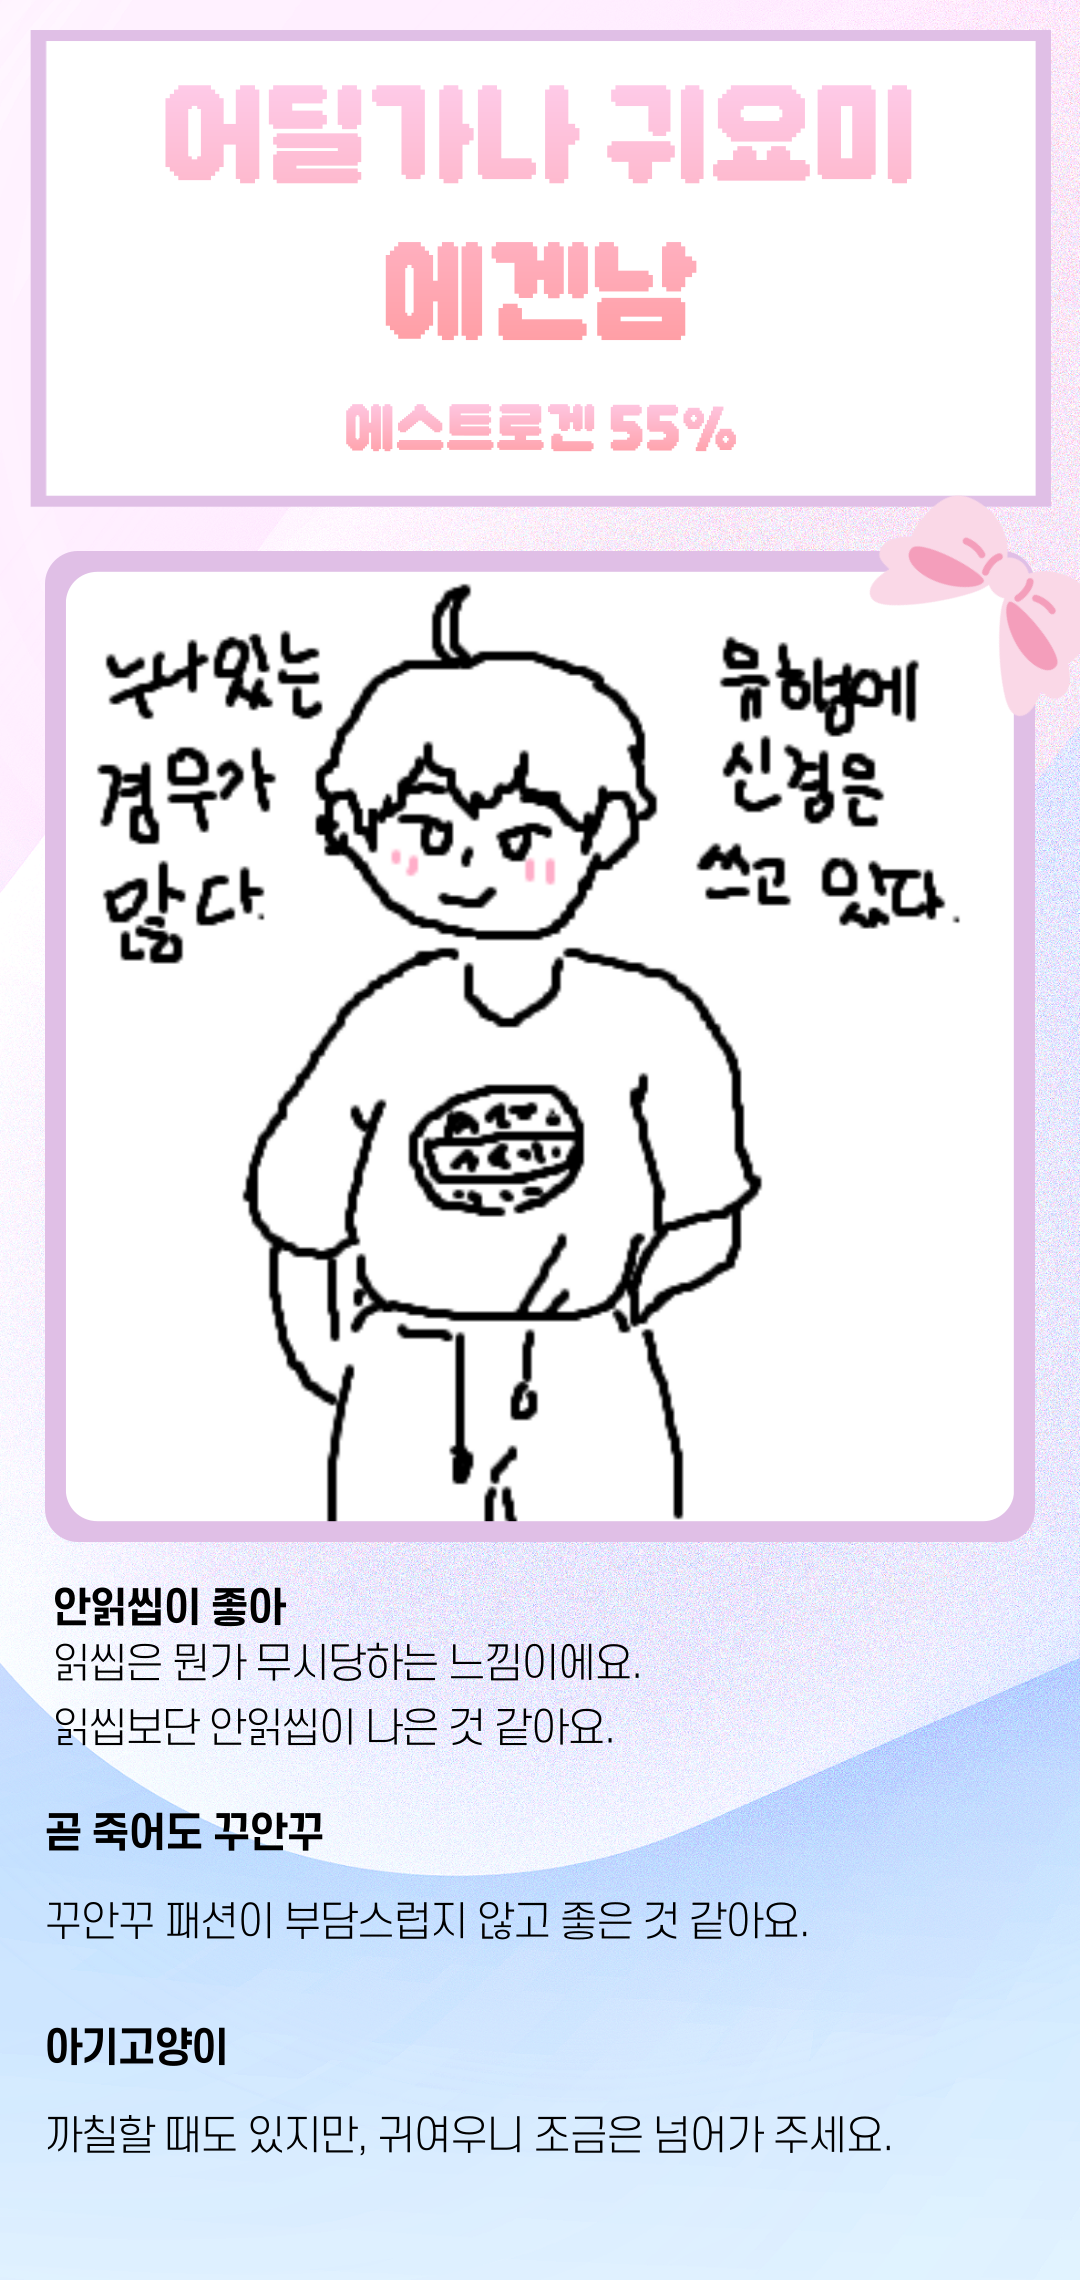 어딜가나 귀요미
에겐남
에스트로겐 55%
누나있는
경우가
많다.
유행에
신경은
쓰고 있다.
안읽씹이 좋아
읽씹은 뭔가 무시당하는 느낌이에요.
읽씹보단 안읽씹이 나은 것 같아요.
곧 죽어도 꾸안꾸
꾸안꾸 패션이 부담스럽지 않고 좋은 것 같아요.
아기고양이
까칠할 때도 있지만, 귀여우니 조금은 넘어가 주세요.